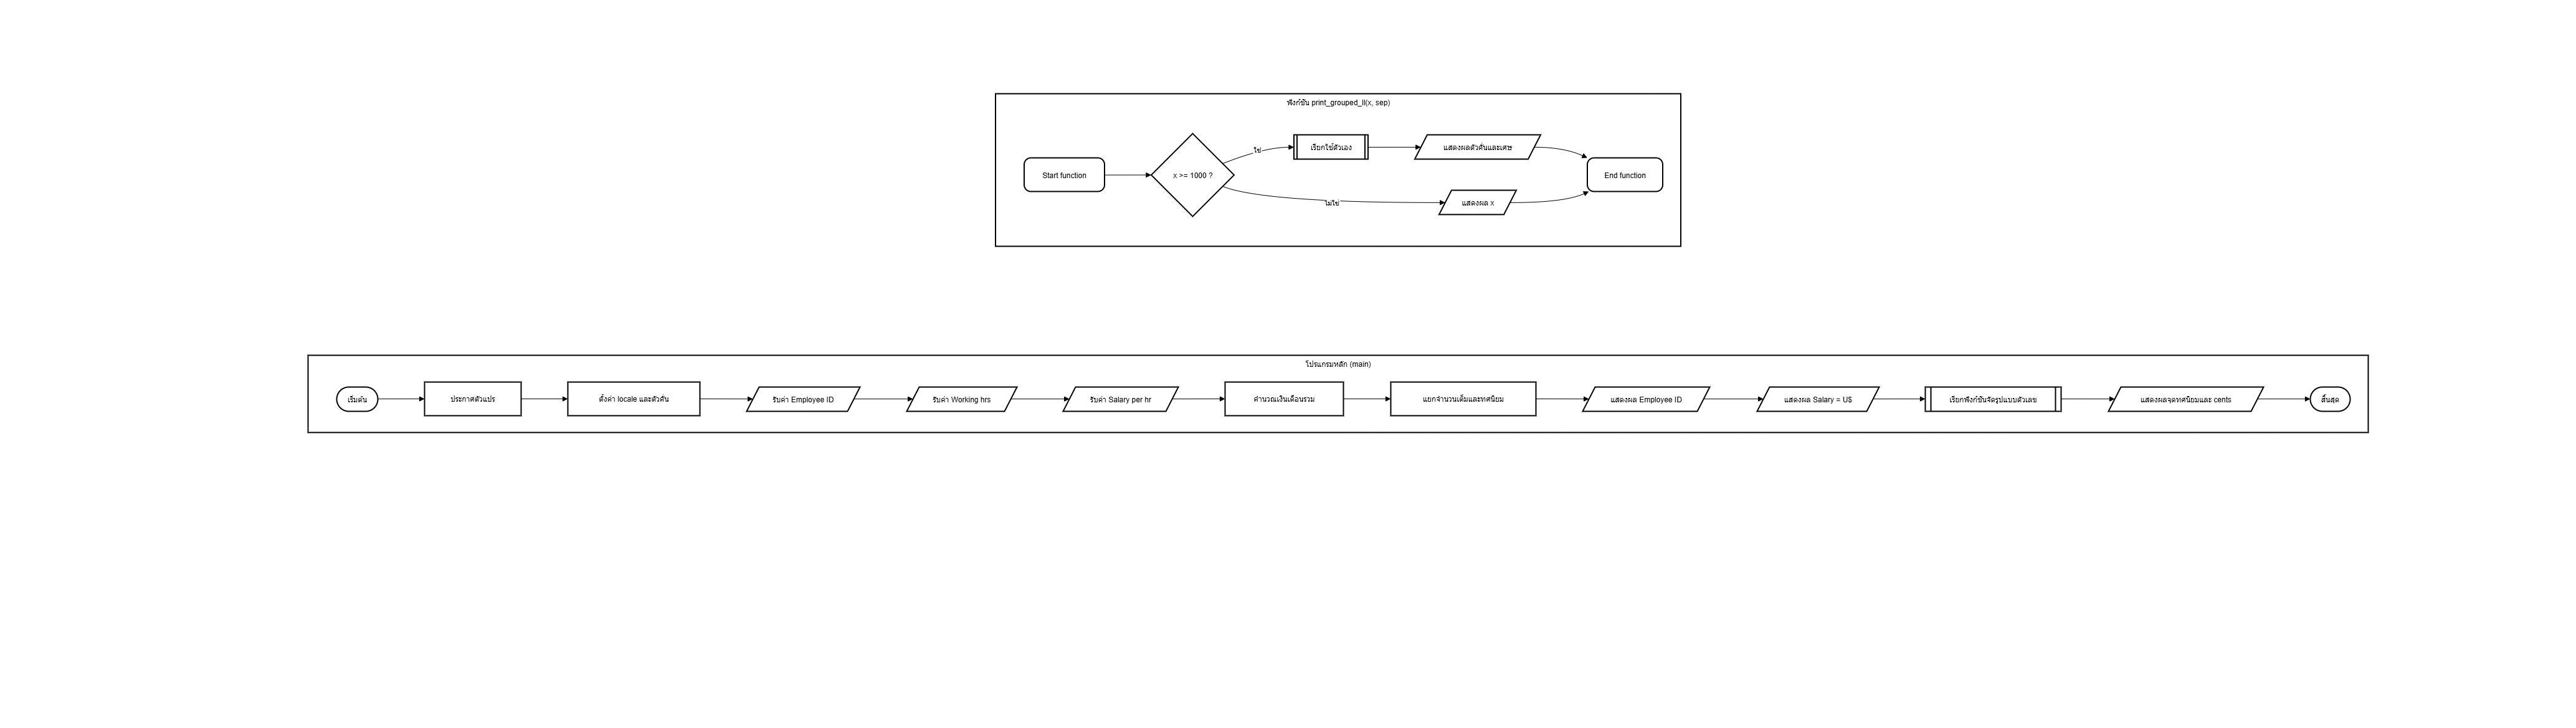 ฟังก์ชัน print_grouped_ll(x, sep)
Start function
x >= 1000 ?
ใช่
เรียกใช้ตัวเอง
แสดงผลตัวคั่นและเศษ
ไม่ใช่
แสดงผล x
End function
โปรแกรมหลัก (main)
เริ่มต้น
ประกาศตัวแปร
ตั้งค่า locale และตัวคั่น
รับค่า Employee ID
รับค่า Working hrs
รับค่า Salary per hr
คำนวณเงินเดือนรวม
แยกจำนวนเต็มและทศนิยม
แสดงผล Employee ID
แสดงผล Salary = U$
เรียกฟังก์ชันจัดรูปแบบตัวเลข
แสดงผลจุดทศนิยมและ cents
สิ้นสุด